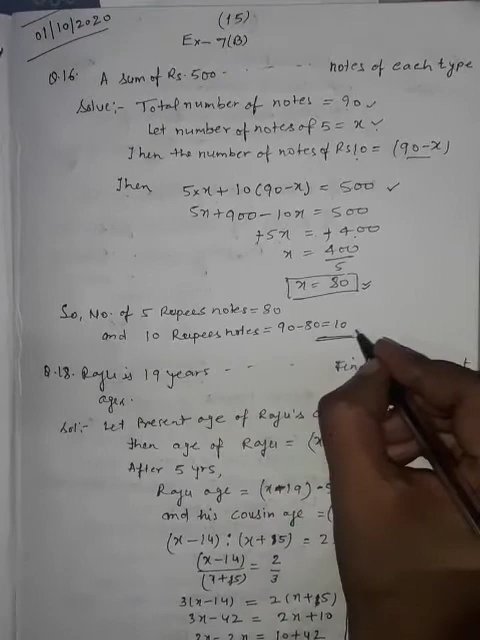 01/10/2020
(15)
Ex-7(B)
Q.16. A sum of Rs.500 - - - - - - notes of each type
Solve:- Total number of notes = 90 ✓
Let number of notes of 5 = x ✓
Then the number of notes of Rs10 = (90-x)
Then 5xx + 10(90-x) = 500 ✓
5x+900-10x = 500
+5x = +400
x = 400/5
x = 80
So, No. of 5 Rupees notes = 80
and 10 Rupees notes = 90-80=10
Q.18. Raju is 19 years - - - Fin
ages.
Sol:- Let Present age of Raju's
then age of Raju = (x
After 5 yrs,
Raju age = (x-19)
and his cousin age = (
(x-14) : (x+5) = 2
(x-14)/(x+5) = 2/3
3(x-14) = 2(x+5)
3x-42 = 2x+10
3x-2x = 10+42